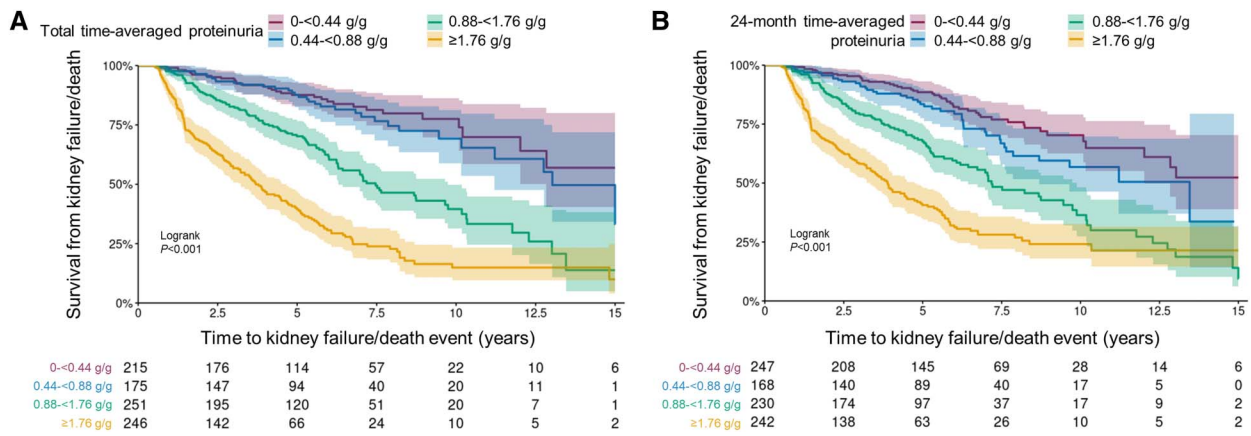 A
Total time-averaged proteinuria
0-<0.44 g/g
0.88-<1.76 g/g
0.44-<0.88 g/g
≥1.76 g/g
Survival from kidney failure/death
100%
75%
50%
25%
0%
Logrank
P<0.001
0 2.5 5 7.5 10 12.5 15
Time to kidney failure/death event (years)
0-<0.44 g/g 215 176 114 57 22 10 6
0.44-<0.88 g/g 175 147 94 40 20 11 1
0.88-<1.76 g/g 251 195 120 51 20 7 1
≥1.76 g/g 246 142 66 24 10 5 2
B
24-month time-averaged
proteinuria
0-<0.44 g/g
0.88-<1.76 g/g
0.44-<0.88 g/g
≥1.76 g/g
Survival from kidney failure/death
100%
75%
50%
25%
0%
Logrank
P<0.001
0 2.5 5 7.5 10 12.5 15
Time to kidney failure/death event (years)
0-<0.44 g/g 247 208 145 69 28 14 6
0.44-<0.88 g/g 168 140 89 40 17 5 0
0.88-<1.76 g/g 230 174 97 37 17 9 2
≥1.76 g/g 242 138 63 26 10 5 2